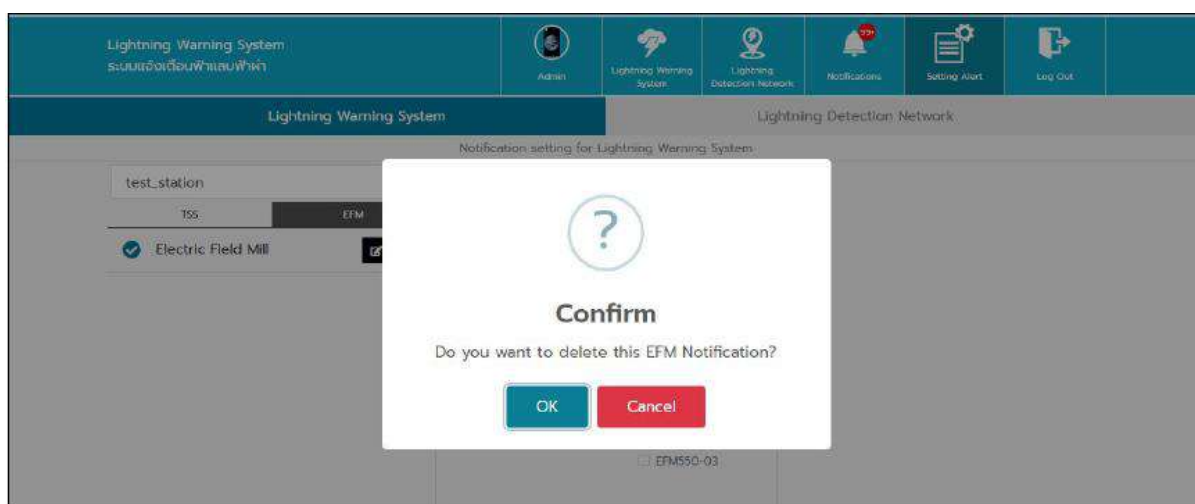 Lightning Warning System
ระบบแจ้งเตือนฟ้าแลบฟ้าผ่า
Admin
Lightning Warning System
Lightning Detection Network
Notifications
Setting Alert
Log Out
Lightning Warning System
Lightning Detection Network
Notification setting for Lightning Warning System
test_station
TSS
EFM
Electric Field Mill
?
Confirm
Do you want to delete this EFM Notification?
OK
Cancel
EFM550-03